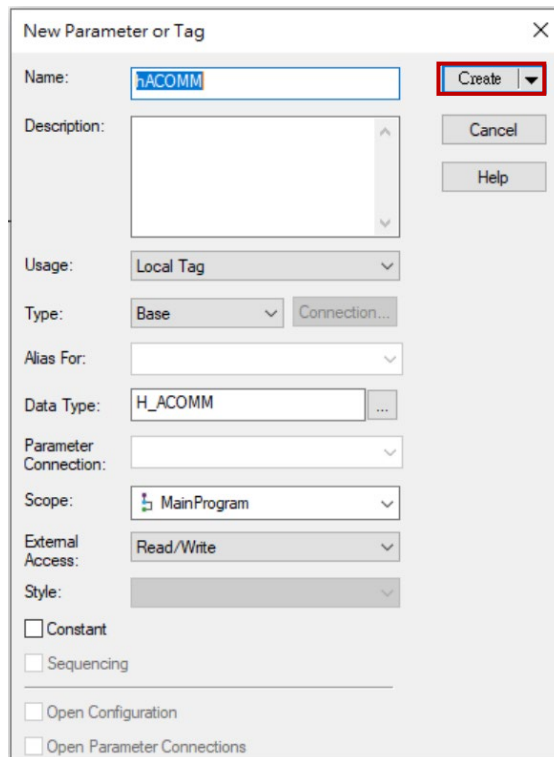 New Parameter or Tag
Name:
hACOMM
Create
Description:
Cancel
Help
Usage:
Local Tag
Type:
Base
Connection...
Alias For:
Data Type:
H_ACOMM
...
Parameter
Connection:
Scope:
MainProgram
External
Access:
Read/Write
Style:
Constant
Sequencing
Open Configuration
Open Parameter Connections